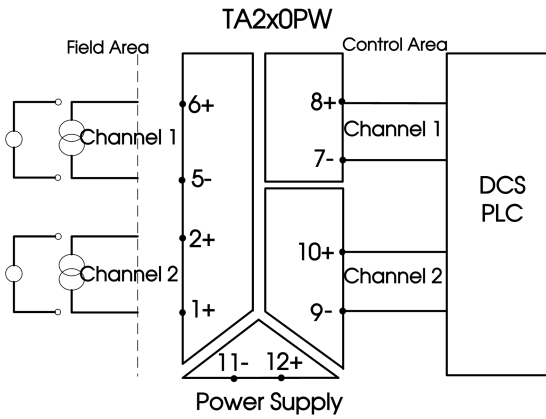 TA2x0PW
Field Area
Control Area
6+
8+
Channel 1
Channel 1
7-
5-
DCS
PLC
2+
10+
Channel 2
Channel 2
1+
9-
11- 12+
Power Supply